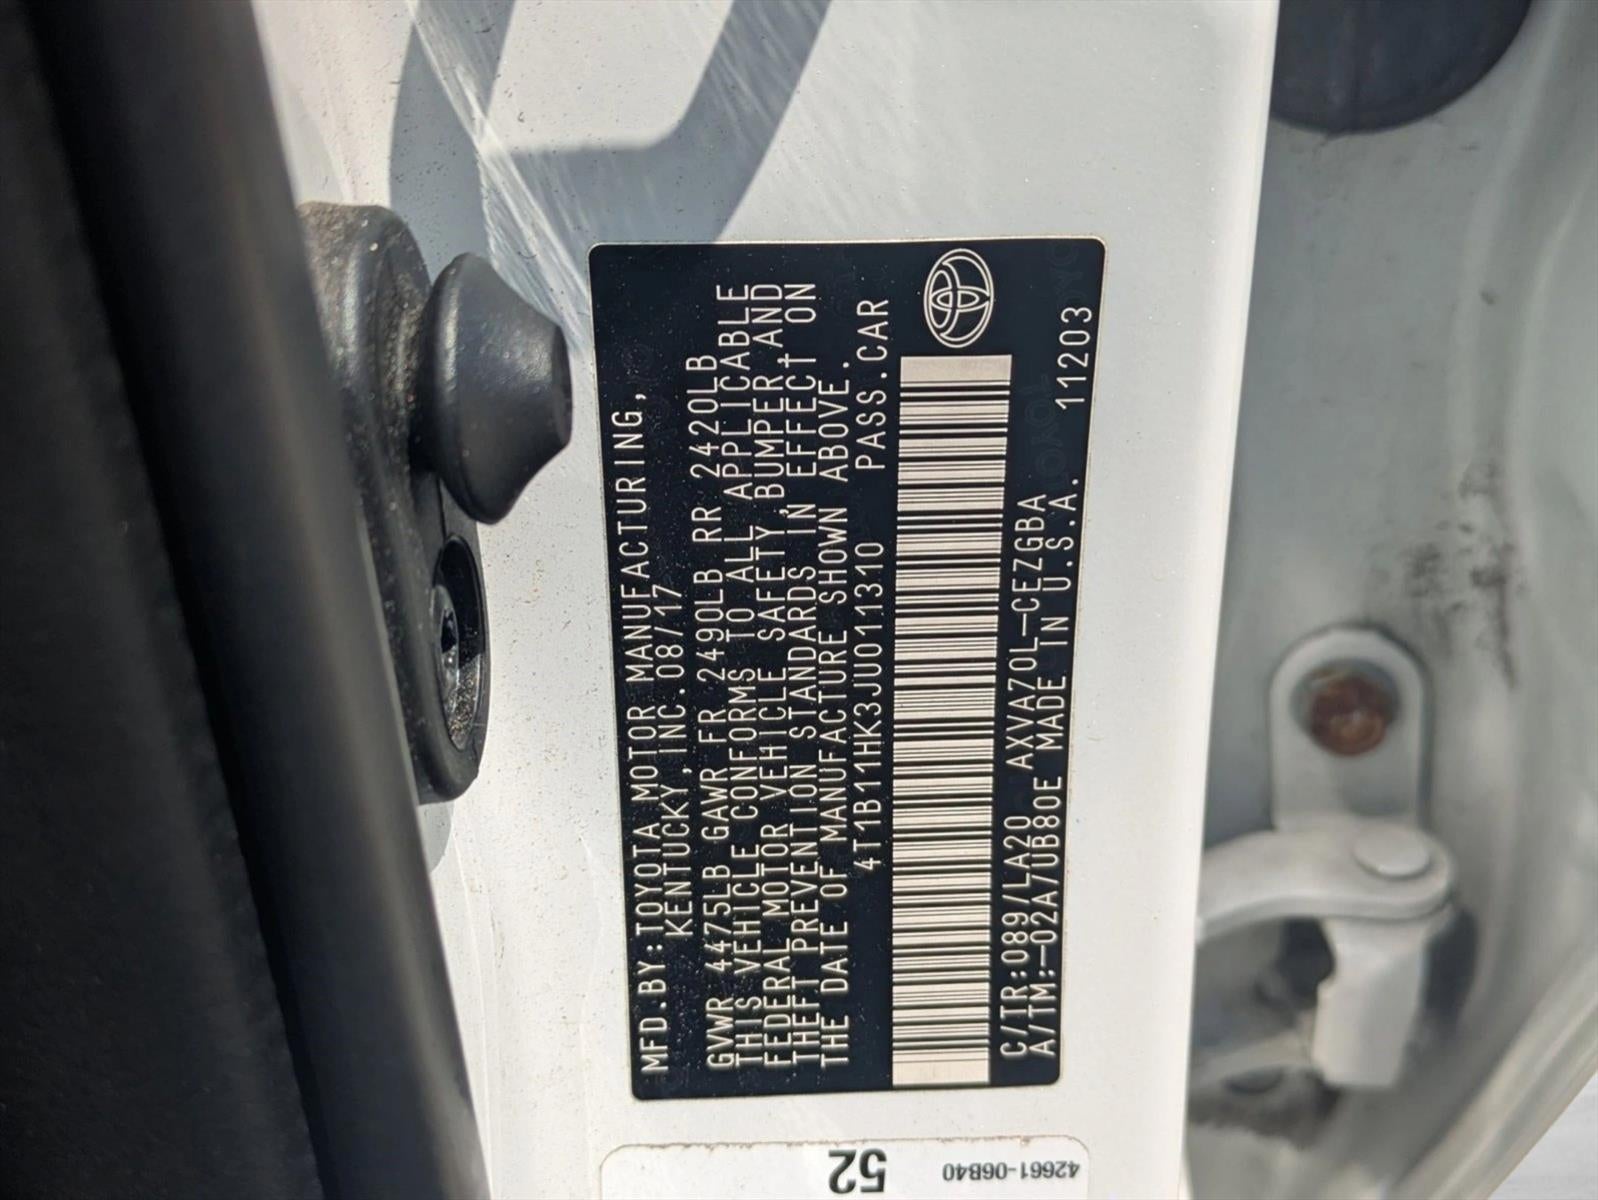 MFD.BY:TOYOTA MOTOR MANUFACTURING,
KENTUCKY,INC.08/17
GVWR 4475LB GAWR FR 2490LB RR 2420LB
THIS VEHICLE CONFORMS TO ALL APPLICABLE
FEDERAL MOTOR VEHICLE SAFETY,BUMPER,AND
THEFT PREVENTION STANDARDS IN EFFECT ON
THE DATE OF MANUFACTURE SHOWN ABOVE.
4T1B11HK3JU011310 PASS.CAR
C/TR:089/LA20 AXVA70L-CEZGBA
A/TM:-02A/UB80E MADE IN U.S.A. 11203
52
42661-06B40